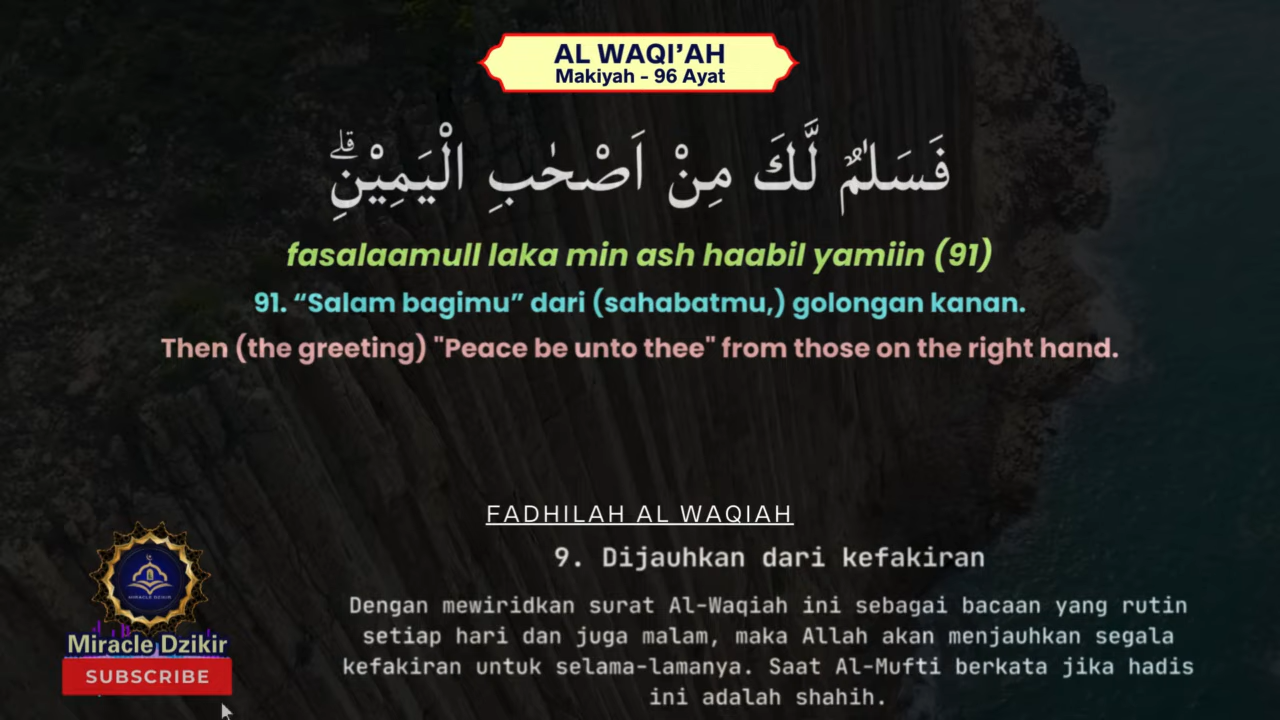 AL WAQI'AH
Makiyah - 96 Ayat
فَسَلٰمٌ لَّكَ مِنْ اَصْحٰبِ الْيَمِيْنِۗ
fasalaamull laka min ash haabil yamiin (91)
91. “Salam bagimu” dari (sahabatmu,) golongan kanan.
Then (the greeting) "Peace be unto thee" from those on the right hand.
FADHILAH AL WAQIAH
9. Dijauhkan dari kefakiran
Dengan mewiridkan surat Al-Waqiah ini sebagai bacaan yang rutin
setiap hari dan juga malam, maka Allah akan menjauhkan segala
kefakiran untuk selama-lamanya. Saat Al-Mufti berkata jika hadis
ini adalah shahih.
MIRACLE DZIKIR
Miracle Dzikir
SUBSCRIBE